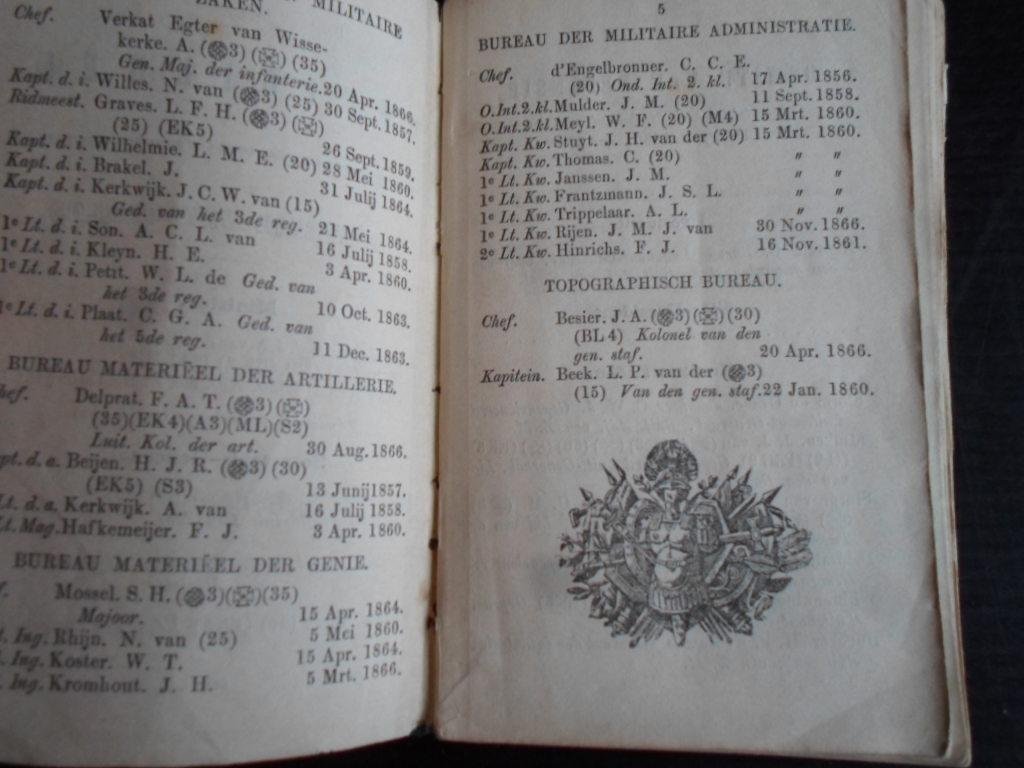 MILITAIRE
ZAKEN.
Chef. Verkat Egter van Wisse-
kerke. A. (3) () (35)
Gen. Maj. der infanterie. 20 Apr. 1866.
Kapt. d. i. Willes. N. van (3) (25) 30 Sept. 1857.
Ridmeest. Graves. L. F. H. (3) ()
(25) (EK5) 26 Sept. 1859.
Kapt. d. i. Wilhelmie. L. M. E. (20) 28 Mei 1860.
Kapt. d. i. Brakel. J. 31 Julij 1864.
Kapt. d. i. Kerkwijk. J. C. W. van (15)
Ged. van het 3de reg. 21 Mei 1864.
1e Lt. d. i. Son. A. C. L. van 16 Julij 1858.
1e Lt. d. i. Kleyn. H. E. 3 Apr. 1860.
1e Lt. d. i. Petit. W. L. de Ged. van
het 3de reg. 10 Oct. 1863.
1e Lt. d. i. Plaat. C. G. A. Ged. van
het 5de reg. 11 Dec. 1863.
BUREAU MATERIËEL DER ARTILLERIE.
hef. Delprat. F. A. T. (3) ()
(35)(EK4)(A3)(ML)(S2)
Luit. Kol. der art. 30 Aug. 1866.
pt. d. a. Beijen. H. J. R. (3) (30)
(EK5) (S3) 13 Junij 1857.
Lt. d. a. Kerkwijk. A. van 16 Julij 1858.
Lt. Mag. Hafkemeijer. F. J. 3 Apr. 1860.
BUREAU MATERIËEL DER GENIE.
f. Mossel. S. H. (3)()(35)
Majoor. 15 Apr. 1864.
t. Ing. Rhijn. N. van (25) 5 Mei 1860.
. Ing. Koster. W. T. 15 Apr. 1864.
. Ing. Kromhout. J. H. 5 Mrt. 1866.
5
BUREAU DER MILITAIRE ADMINISTRATIE.
Chef. d'Engelbronner. C. C. E.
(20) Ond. Int. 2. kl. 17 Apr. 1856.
O. Int. 2. kl. Mulder. J. M. (20) 11 Sept. 1858.
O. Int. 2. kl. Meyl. W. F. (20) (M4) 15 Mrt. 1860.
Kapt. Kw. Stuyt. J. H. van der (20) 15 Mrt. 1860.
Kapt. Kw. Thomas. C. (20) " "
1e Lt. Kw. Janssen. J. M. " "
1e Lt. Kw. Frantzmann. J. S. L. " "
1e Lt. Kw. Trippelaar. A. L. " "
1e Lt. Kw. Rijen. J. M. J. van 30 Nov. 1866.
2e Lt. Kw. Hinrichs. F. J. 16 Nov. 1861.
TOPOGRAPHISCH BUREAU.
Chef. Besier. J. A. (3)()(30)
(BL4) Kolonel van den
gen. staf. 20 Apr. 1866.
Kapitein. Beek. L. P. van der (3)
(15) Van den gen. staf. 22 Jan. 1860.